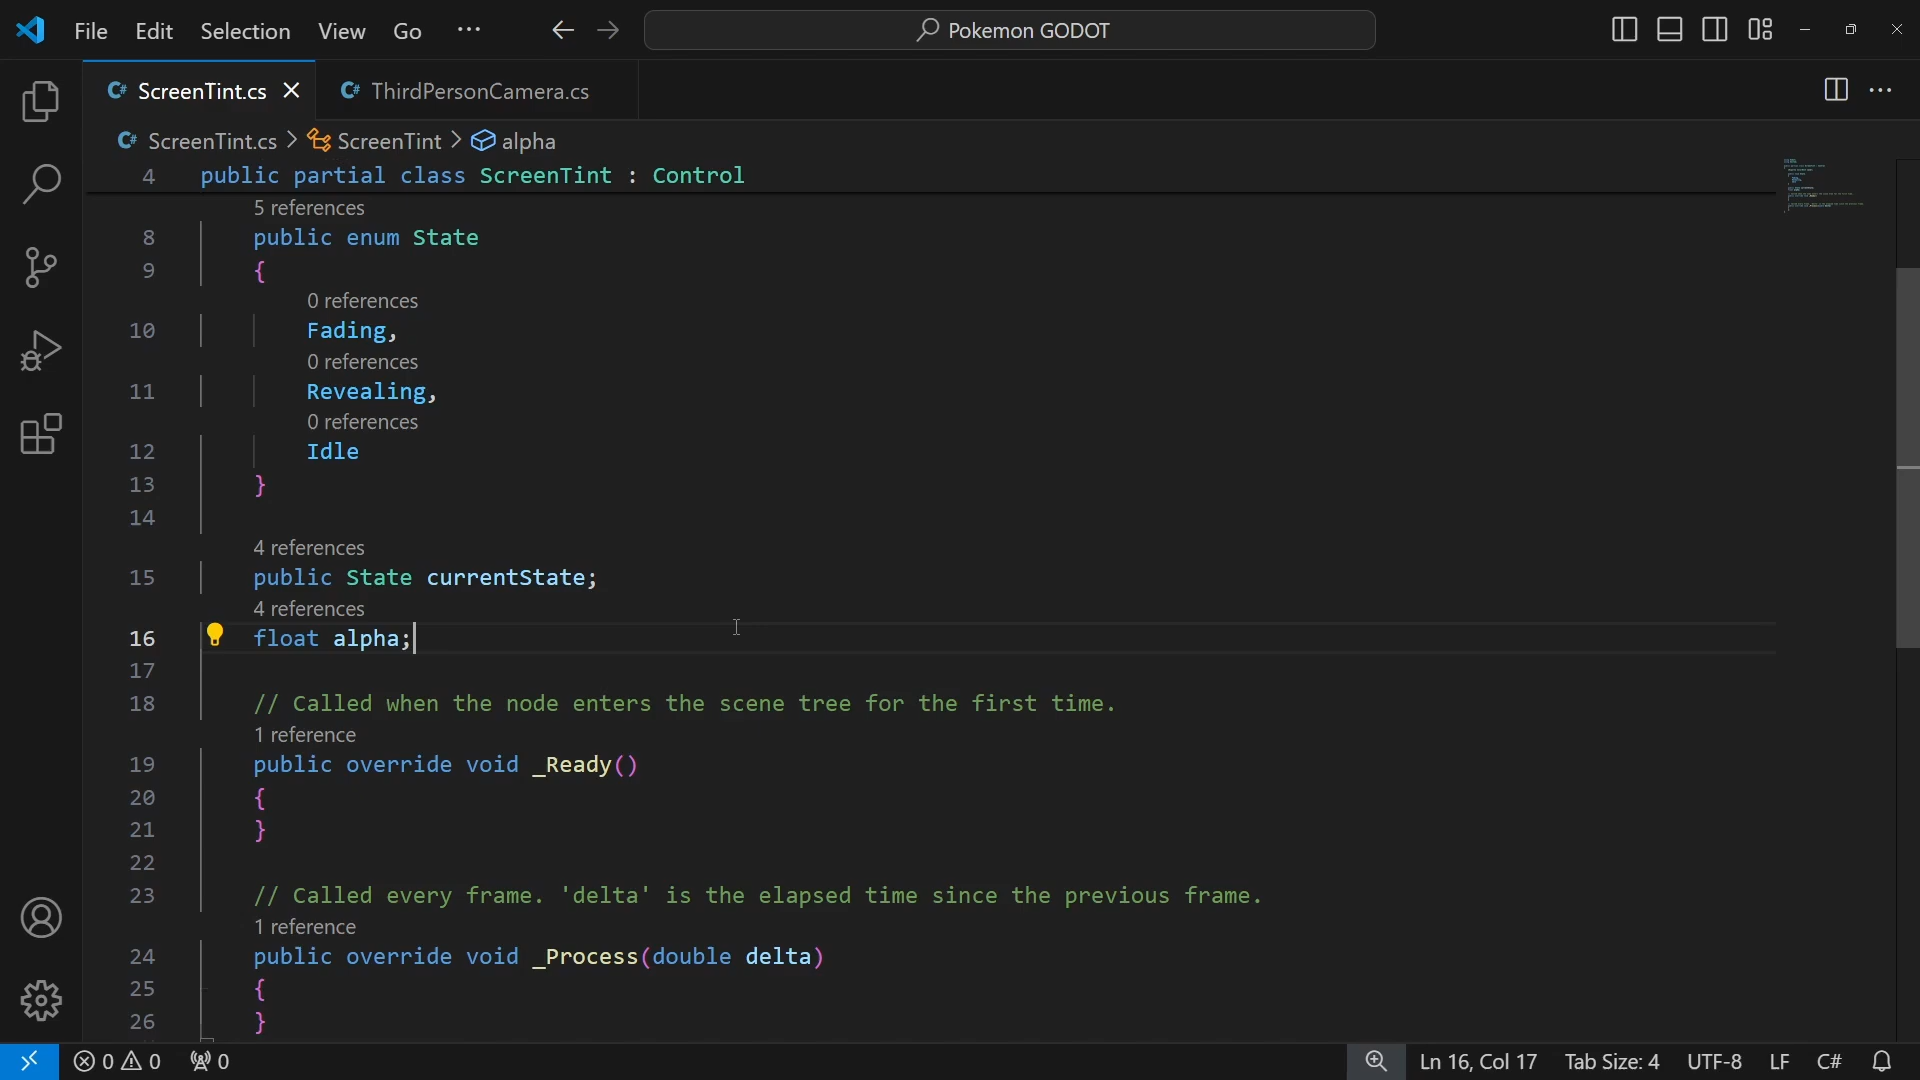 File Edit Selection View Go ··· Pokemon GODOT
C# ScreenTint.cs C# ThirdPersonCamera.cs
C# ScreenTint.cs > ScreenTint > alpha
4 public partial class ScreenTint : Control
5 references
8 public enum State
9 {
0 references
10 Fading,
0 references
11 Revealing,
0 references
12 Idle
13 }
14
4 references
15 public State currentState;
4 references
16 float alpha;
17
18 // Called when the node enters the scene tree for the first time.
1 reference
19 public override void _Ready()
20 {
21 }
22
23 // Called every frame. 'delta' is the elapsed time since the previous frame.
1 reference
24 public override void _Process(double delta)
25 {
26 }
0 0 0 Ln 16, Col 17 Tab Size: 4 UTF-8 LF C#